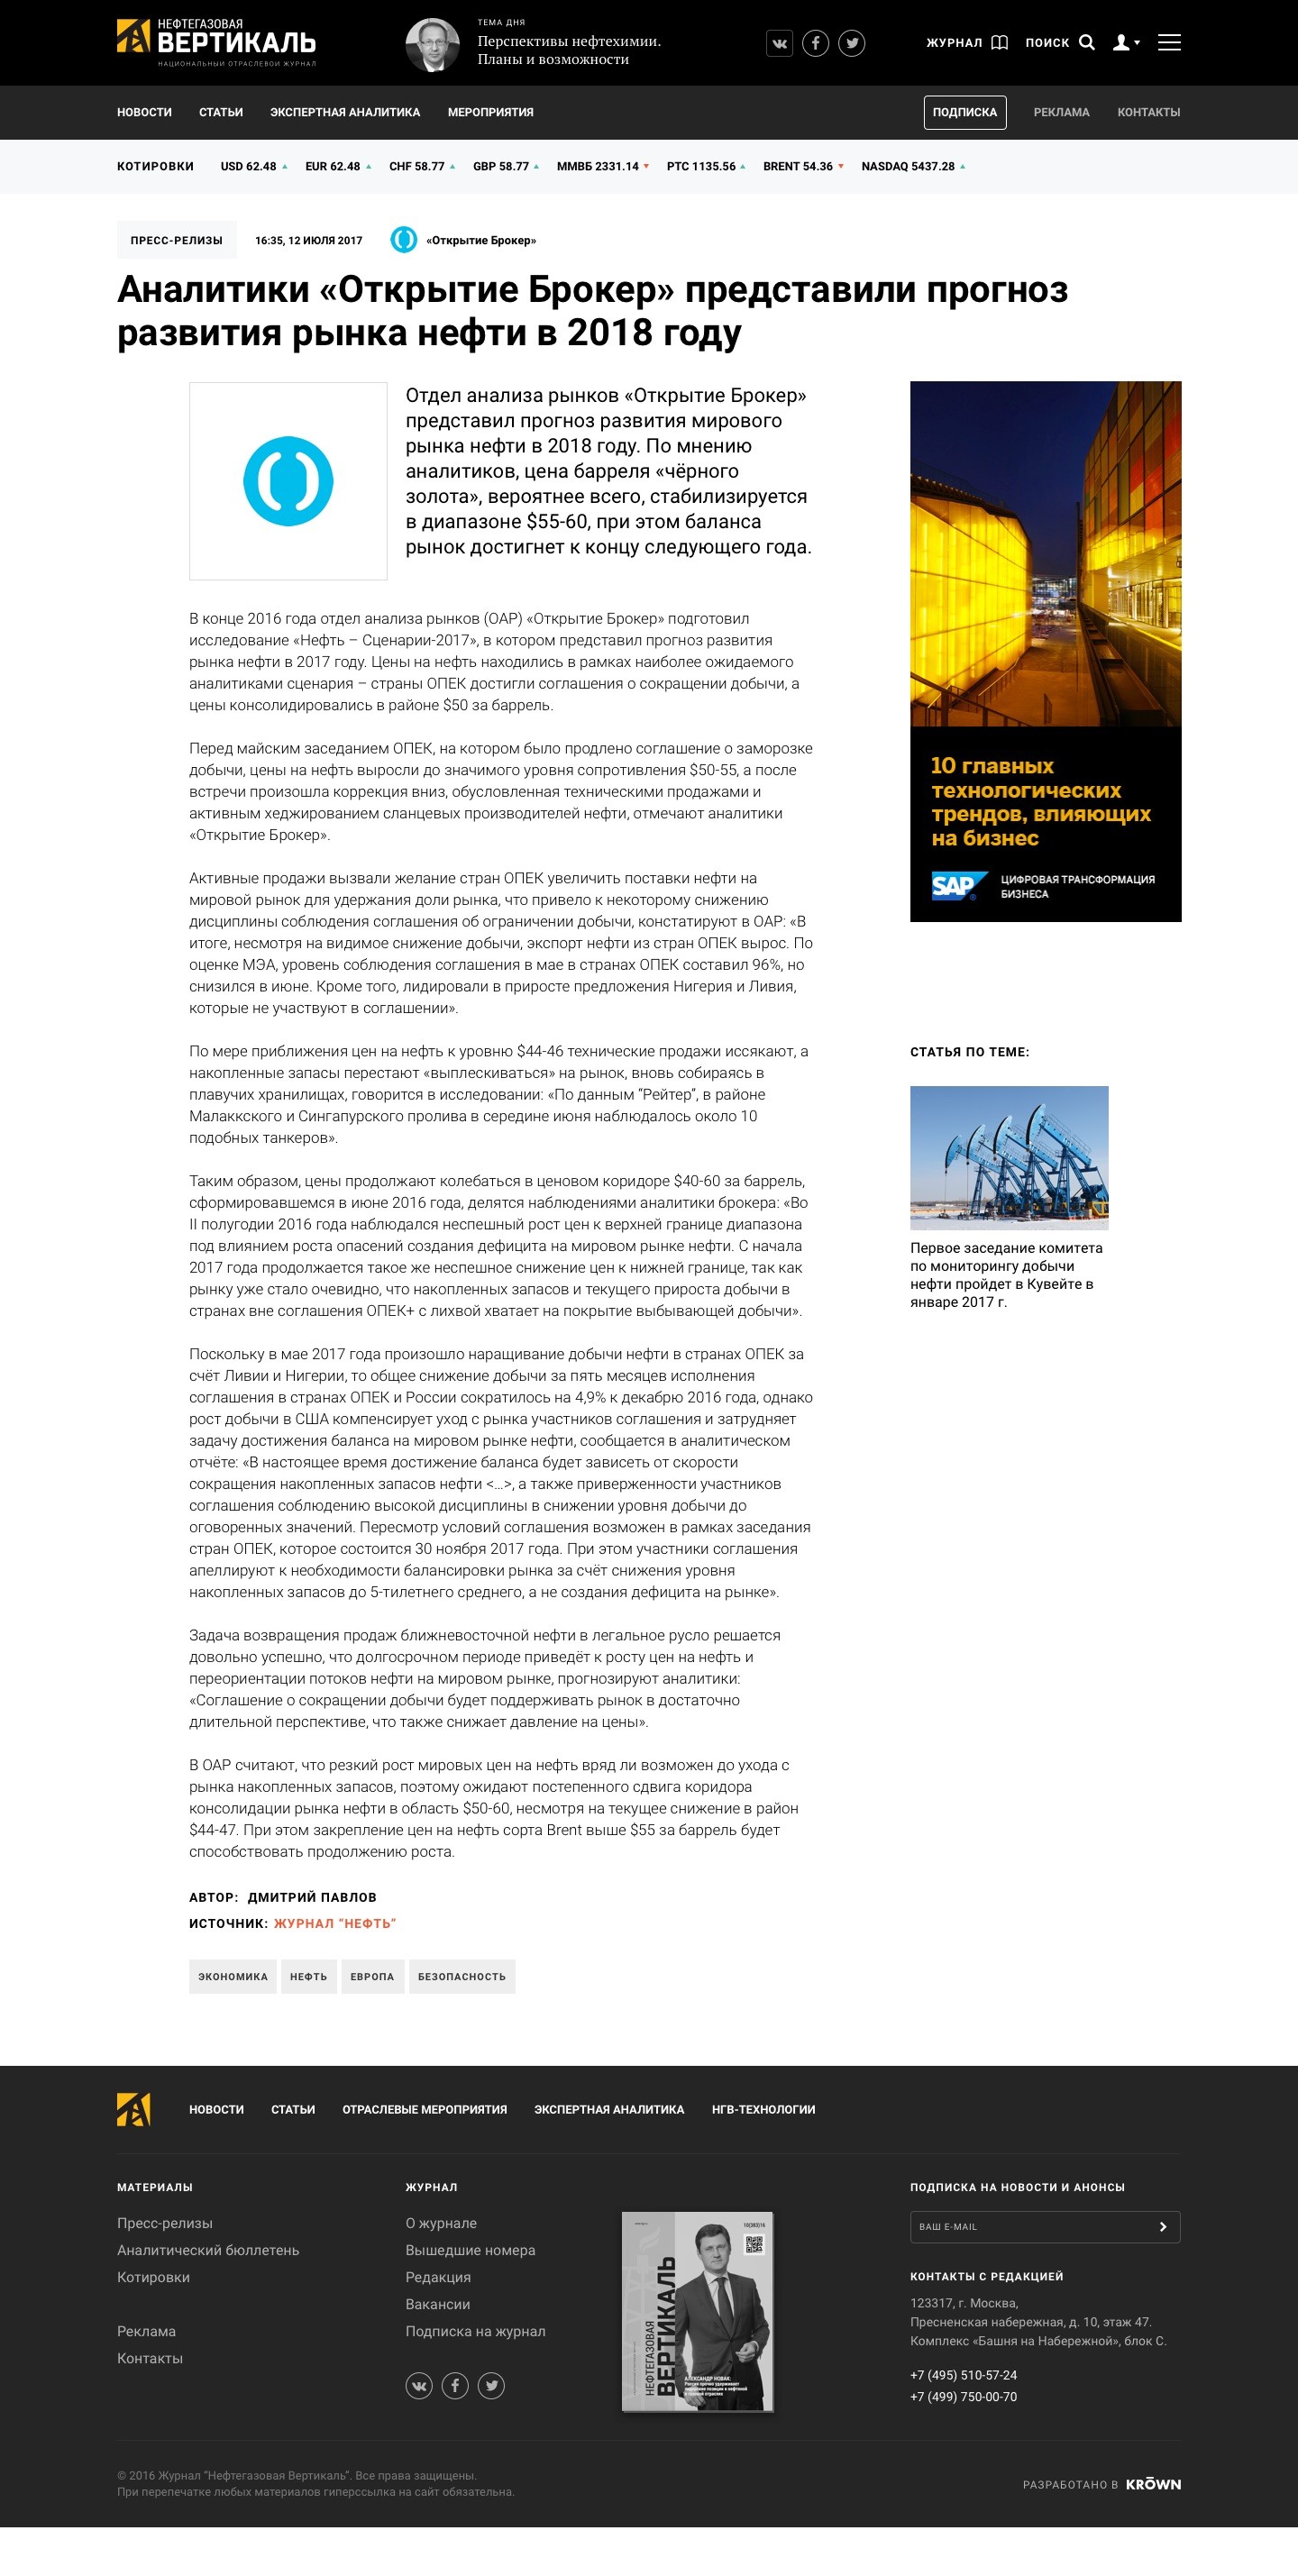 НЕФТЕГАЗОВАЯ
ВЕРТИКАЛЬ
НАЦИОНАЛЬНЫЙ ОТРАСЛЕВОЙ ЖУРНАЛ
ТЕМА ДНЯ
Перспективы нефтехимии.
Планы и возможности
ЖУРНАЛ
ПОИСК
НОВОСТИ СТАТЬИ ЭКСПЕРТНАЯ АНАЛИТИКА МЕРОПРИЯТИЯ ПОДПИСКА РЕКЛАМА КОНТАКТЫ
КОТИРОВКИ USD 62.48 EUR 62.48 CHF 58.77 GBP 58.77 ММВБ 2331.14 РТС 1135.56 BRENT 54.36 NASDAQ 5437.28
ПРЕСС-РЕЛИЗЫ 16:35, 12 ИЮЛЯ 2017 «Открытие Брокер»
Аналитики «Открытие Брокер» представили прогноз
развития рынка нефти в 2018 году
Отдел анализа рынков «Открытие Брокер»
представил прогноз развития мирового
рынка нефти в 2018 году. По мнению
аналитиков, цена барреля «чёрного
золота», вероятнее всего, стабилизируется
в диапазоне $55-60, при этом баланса
рынок достигнет к концу следующего года.
В конце 2016 года отдел анализа рынков (ОАР) «Открытие Брокер» подготовил
исследование «Нефть – Сценарии-2017», в котором представил прогноз развития
рынка нефти в 2017 году. Цены на нефть находились в рамках наиболее ожидаемого
аналитиками сценария – страны ОПЕК достигли соглашения о сокращении добычи, а
цены консолидировались в районе $50 за баррель.
Перед майским заседанием ОПЕК, на котором было продлено соглашение о заморозке
добычи, цены на нефть выросли до значимого уровня сопротивления $50-55, а после
встречи произошла коррекция вниз, обусловленная техническими продажами и
активным хеджированием сланцевых производителей нефти, отмечают аналитики
«Открытие Брокер».
Активные продажи вызвали желание стран ОПЕК увеличить поставки нефти на
мировой рынок для удержания доли рынка, что привело к некоторому снижению
дисциплины соблюдения соглашения об ограничении добычи, констатируют в ОАР: «В
итоге, несмотря на видимое снижение добычи, экспорт нефти из стран ОПЕК вырос. По
оценке МЭА, уровень соблюдения соглашения в мае в странах ОПЕК составил 96%, но
снизился в июне. Кроме того, лидировали в приросте предложения Нигерия и Ливия,
которые не участвуют в соглашении».
По мере приближения цен на нефть к уровню $44-46 технические продажи иссякают, а
накопленные запасы перестают «выплескиваться» на рынок, вновь собираясь в
плавучих хранилищах, говорится в исследовании: «По данным “Рейтер”, в районе
Малаккского и Сингапурского пролива в середине июня наблюдалось около 10
подобных танкеров».
Таким образом, цены продолжают колебаться в ценовом коридоре $40-60 за баррель,
сформировавшемся в июне 2016 года, делятся наблюдениями аналитики брокера: «Во
II полугодии 2016 года наблюдался неспешный рост цен к верхней границе диапазона
под влиянием роста опасений создания дефицита на мировом рынке нефти. С начала
2017 года продолжается такое же неспешное снижение цен к нижней границе, так как
рынку уже стало очевидно, что накопленных запасов и текущего прироста добычи в
странах вне соглашения ОПЕК+ с лихвой хватает на покрытие выбывающей добычи».
Поскольку в мае 2017 года произошло наращивание добычи нефти в странах ОПЕК за
счёт Ливии и Нигерии, то общее снижение добычи за пять месяцев исполнения
соглашения в странах ОПЕК и России сократилось на 4,9% к декабрю 2016 года, однако
рост добычи в США компенсирует уход с рынка участников соглашения и затрудняет
задачу достижения баланса на мировом рынке нефти, сообщается в аналитическом
отчёте: «В настоящее время достижение баланса будет зависеть от скорости
сокращения накопленных запасов нефти <...>, а также приверженности участников
соглашения соблюдению высокой дисциплины в снижении уровня добычи до
оговоренных значений. Пересмотр условий соглашения возможен в рамках заседания
стран ОПЕК, которое состоится 30 ноября 2017 года. При этом участники соглашения
апеллируют к необходимости балансировки рынка за счёт снижения уровня
накопленных запасов до 5-тилетнего среднего, а не создания дефицита на рынке».
Задача возвращения продаж ближневосточной нефти в легальное русло решается
довольно успешно, что долгосрочном периоде приведёт к росту цен на нефть и
переориентации потоков нефти на мировом рынке, прогнозируют аналитики:
«Соглашение о сокращении добычи будет поддерживать рынок в достаточно
длительной перспективе, что также снижает давление на цены».
В ОАР считают, что резкий рост мировых цен на нефть вряд ли возможен до ухода с
рынка накопленных запасов, поэтому ожидают постепенного сдвига коридора
консолидации рынка нефти в область $50-60, несмотря на текущее снижение в район
$44-47. При этом закрепление цен на нефть сорта Brent выше $55 за баррель будет
способствовать продолжению роста.
АВТОР: ДМИТРИЙ ПАВЛОВ
ИСТОЧНИК: ЖУРНАЛ “НЕФТЬ”
ЭКОНОМИКА НЕФТЬ ЕВРОПА БЕЗОПАСНОСТЬ
10 главных
технологических
трендов, влияющих
на бизнес
SAP ЦИФРОВАЯ ТРАНСФОРМАЦИЯ
БИЗНЕСА
СТАТЬЯ ПО ТЕМЕ:
Первое заседание комитета
по мониторингу добычи
нефти пройдет в Кувейте в
январе 2017 г.
НОВОСТИ СТАТЬИ ОТРАСЛЕВЫЕ МЕРОПРИЯТИЯ ЭКСПЕРТНАЯ АНАЛИТИКА НГВ-ТЕХНОЛОГИИ
МАТЕРИАЛЫ
Пресс-релизы
Аналитический бюллетень
Котировки
Реклама
Контакты
ЖУРНАЛ
О журнале
Вышедшие номера
Редакция
Вакансии
Подписка на журнал
НЕФТЕГАЗОВАЯ
ВЕРТИКАЛЬ
АЛЕКСАНДР НОВАК:
ПОДПИСКА НА НОВОСТИ И АНОНСЫ
ВАШ E-MAIL
КОНТАКТЫ С РЕДАКЦИЕЙ
123317, г. Москва,
Пресненская набережная, д. 10, этаж 47.
Комплекс «Башня на Набережной», блок С.
+7 (495) 510-57-24
+7 (499) 750-00-70
© 2016 Журнал “Нефтегазовая Вертикаль”. Все права защищены.
При перепечатке любых материалов гиперссылка на сайт обязательна.
РАЗРАБОТАНО В KRŌWN